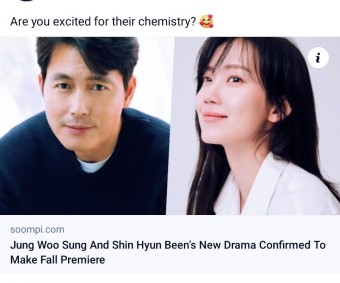 Are you excited for their chemistry? 🥰
i
soompi.com
Jung Woo Sung And Shin Hyun Been's New Drama Confirmed To
Make Fall Premiere